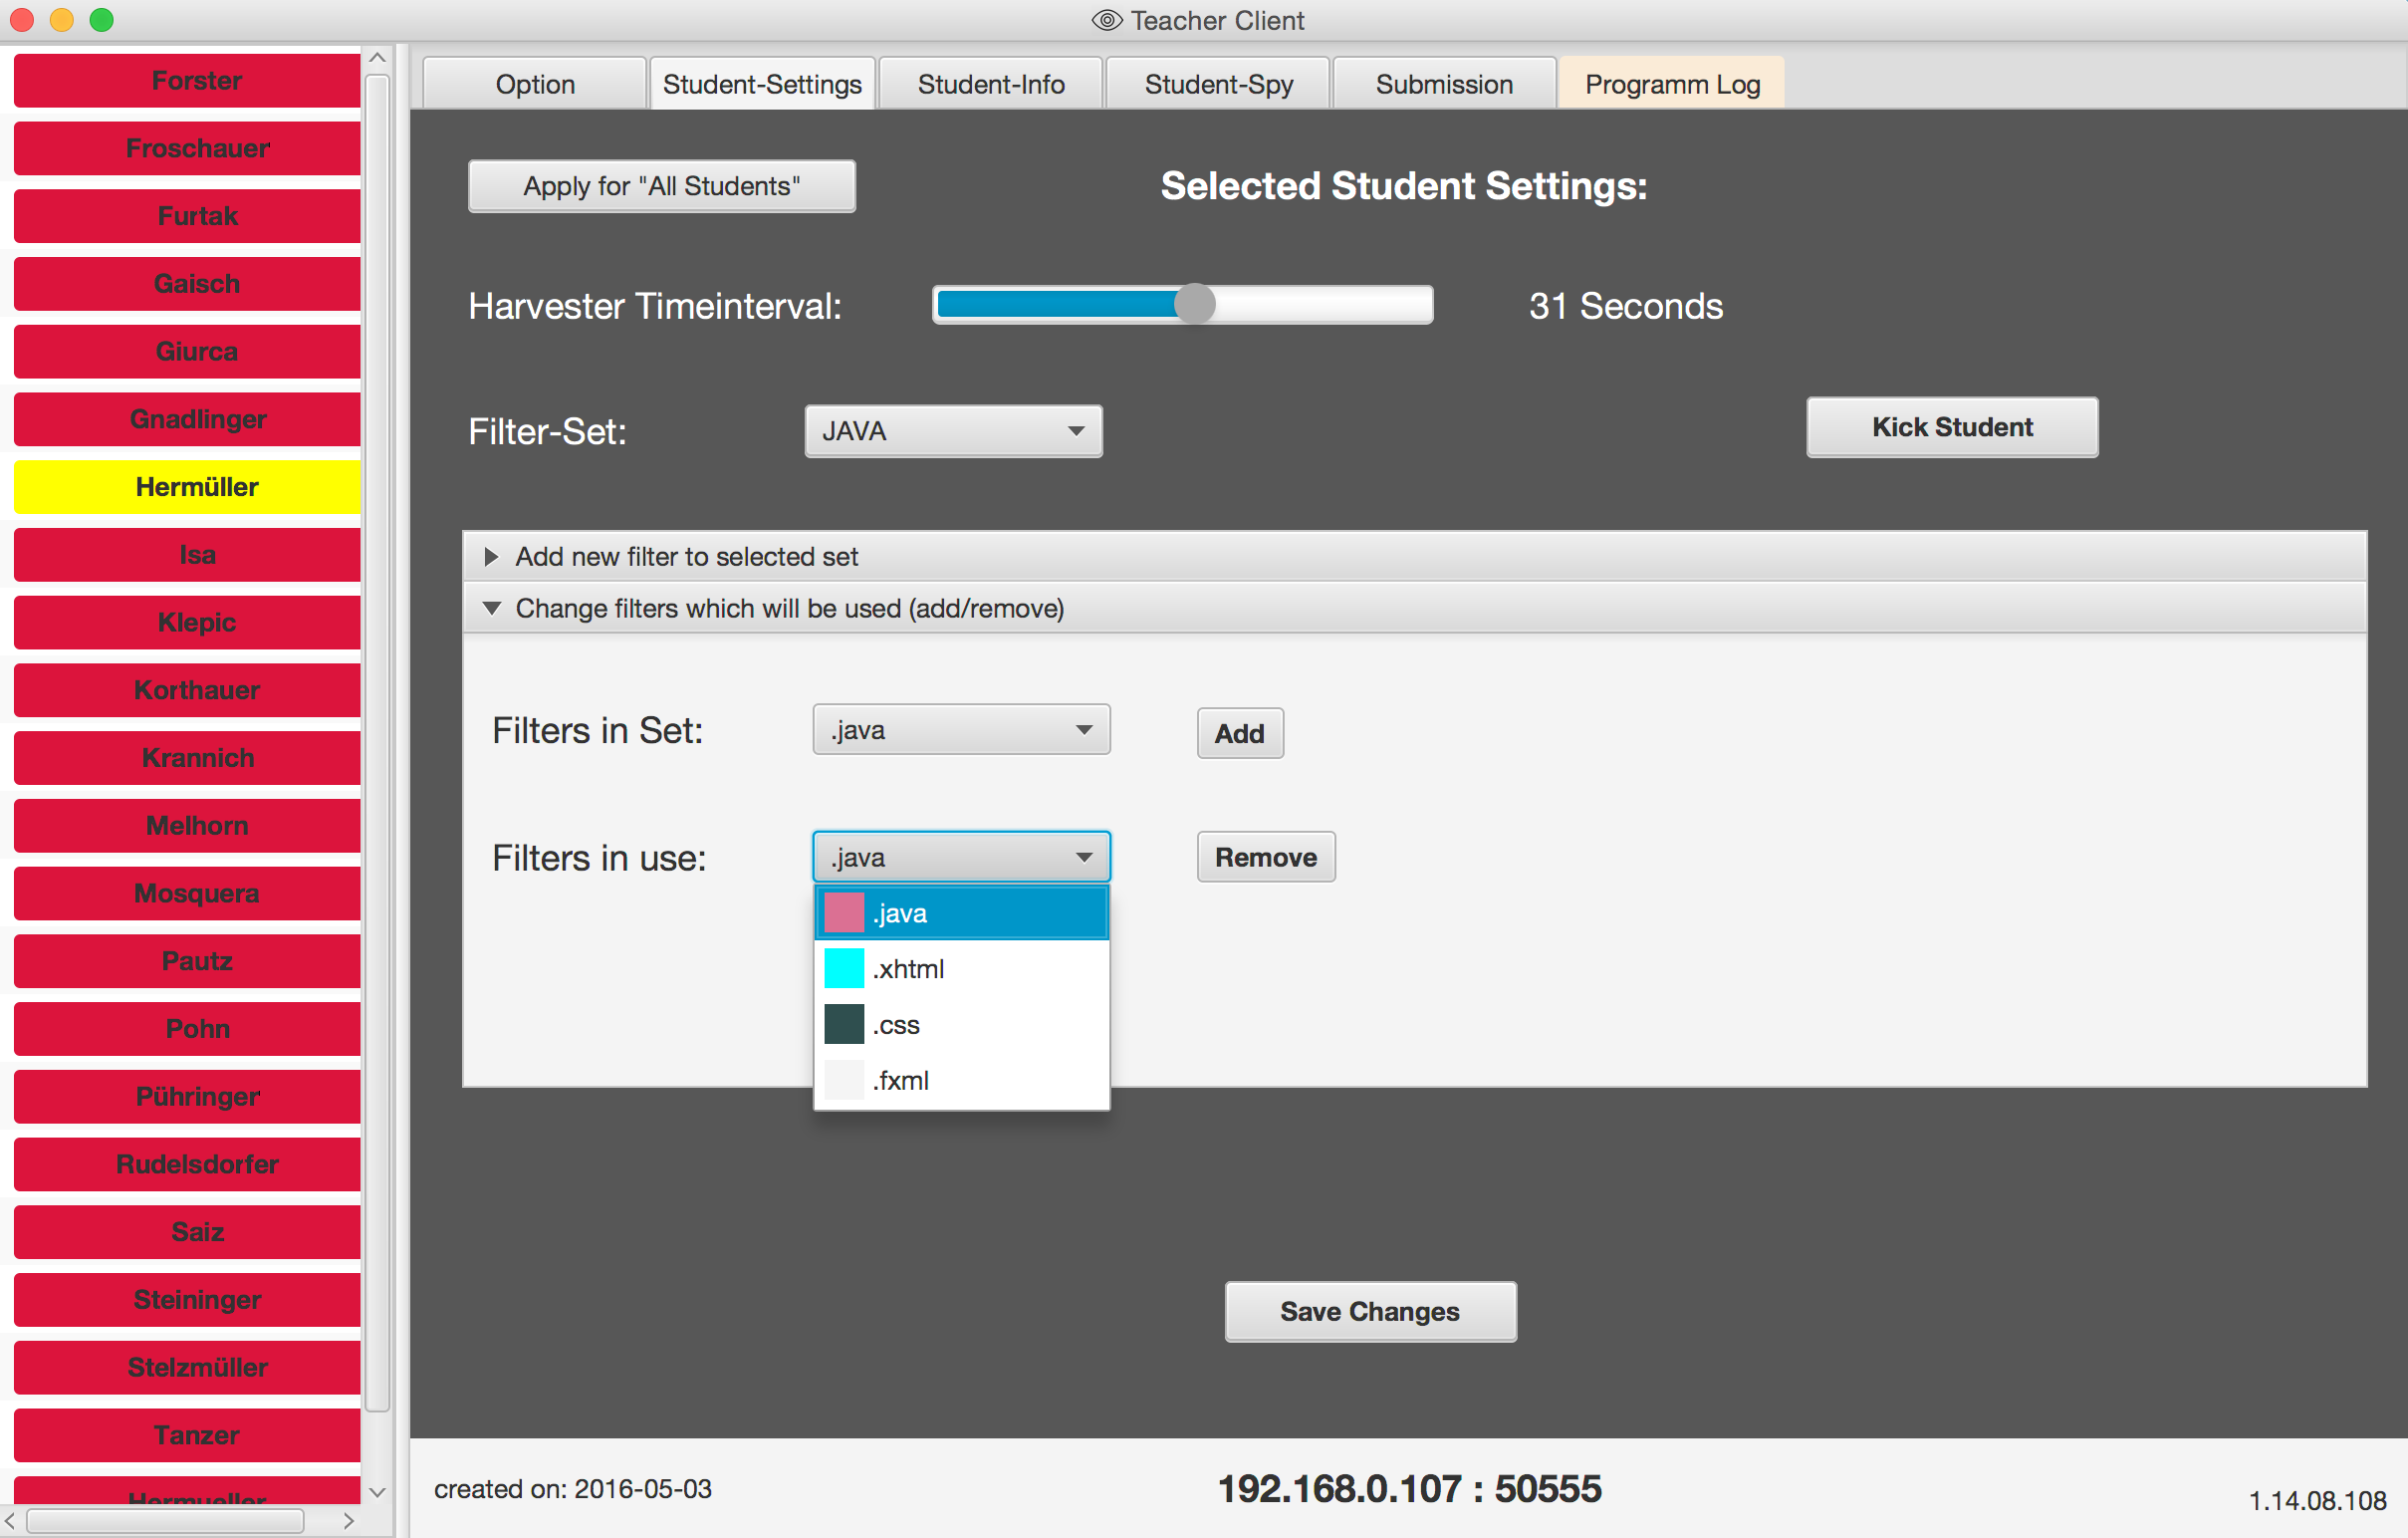 Teacher Client
Forster
Froschauer
Furtak
Gaisch
Giurca
Gnadlinger
Hermüller
Isa
Klepic
Korthauer
Krannich
Melhorn
Mosquera
Pautz
Pohn
Pühringer
Rudelsdorfer
Saiz
Steininger
Stelzmüller
Tanzer
Hermueller
Option
Student-Settings
Student-Info
Student-Spy
Submission
Programm Log
Apply for "All Students"
Selected Student Settings:
Harvester Timeinterval:
31 Seconds
Filter-Set:
JAVA
Kick Student
Add new filter to selected set
Change filters which will be used (add/remove)
Filters in Set:
.java
Add
Filters in use:
.java
Remove
.java
.xhtml
.css
.fxml
Save Changes
created on: 2016-05-03
192.168.0.107 : 50555
1.14.08.108